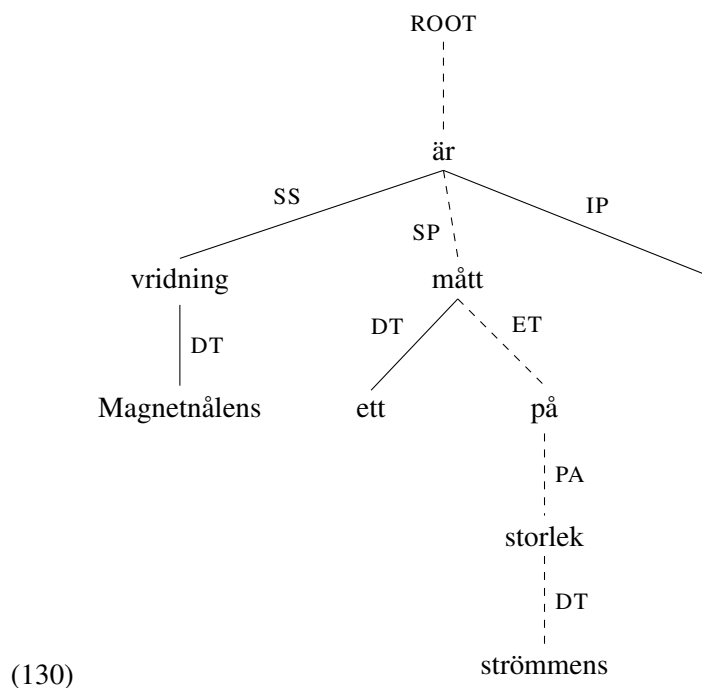 ROOT
är
SS
SP
IP
vridning
mått
DT
DT
ET
Magnetnålens
ett
på
PA
storlek
DT
(130)
strömmens